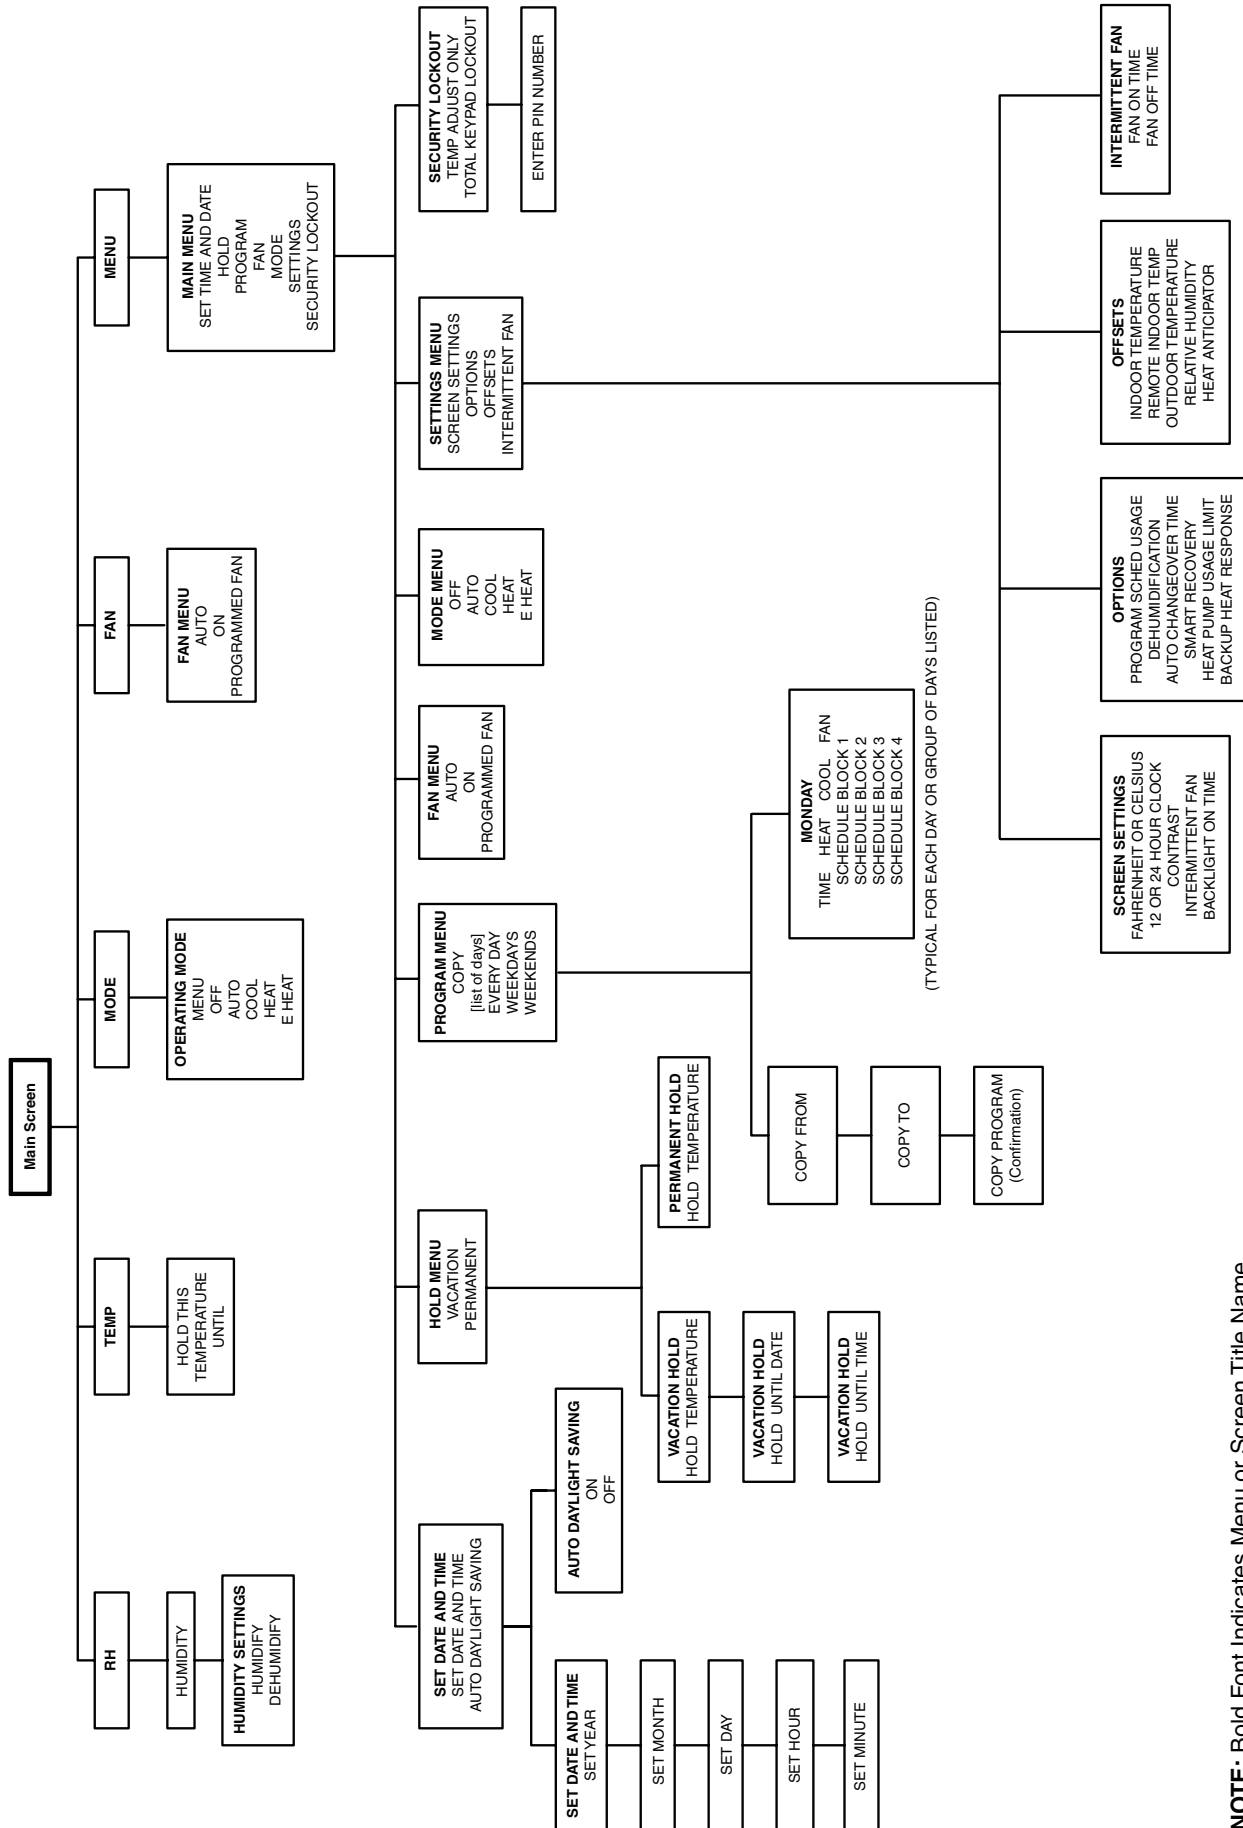 Main Screen
RH
TEMP
MODE
FAN
MENU
HUMIDITY
HUMIDITY SETTINGS
HUMIDIFY
DEHUMIDIFY
HOLD THIS
TEMPERATURE
UNTIL
OPERATING MODE
MENU
OFF
AUTO
COOL
HEAT
E HEAT
FAN MENU
AUTO
ON
PROGRAMMED FAN
MAIN MENU
SET TIME AND DATE
HOLD
PROGRAM
FAN
MODE
SETTINGS
SECURITY LOCKOUT
SET DATE AND TIME
SET DATE AND TIME
AUTO DAYLIGHT SAVING
HOLD MENU
VACATION
PERMANENT
PROGRAM MENU
COPY
[list of days]
EVERY DAY
WEEKDAYS
WEEKENDS
FAN MENU
AUTO
ON
PROGRAMMED FAN
MODE MENU
OFF
AUTO
COOL
HEAT
E HEAT
SETTINGS MENU
SCREEN SETTINGS
OPTIONS
OFFSETS
INTERMITTENT FAN
SECURITY LOCKOUT
TEMP ADJUST ONLY
TOTAL KEYPAD LOCKOUT
ENTER PIN NUMBER
SET DATE AND TIME
SET YEAR
SET MONTH
SET DAY
SET HOUR
SET MINUTE
AUTO DAYLIGHT SAVING
ON
OFF
VACATION HOLD
HOLD TEMPERATURE
VACATION HOLD
HOLD UNTIL DATE
VACATION HOLD
HOLD UNTIL TIME
PERMANENT HOLD
HOLD TEMPERATURE
COPY FROM
COPY TO
COPY PROGRAM
(Confirmation)
MONDAY
TIME HEAT COOL FAN
SCHEDULE BLOCK 1
SCHEDULE BLOCK 2
SCHEDULE BLOCK 3
SCHEDULE BLOCK 4
(TYPICAL FOR EACH DAY OR GROUP OF DAYS LISTED)
SCREEN SETTINGS
FAHRENHEIT OR CELSIUS
12 OR 24 HOUR CLOCK
CONTRAST
INTERMITTENT FAN
BACKLIGHT ON TIME
OPTIONS
PROGRAM SCHED USAGE
DEHUMIDIFICATION
AUTO CHANGEOVER TIME
SMART RECOVERY
HEAT PUMP USAGE LIMIT
BACKUP HEAT RESPONSE
OFFSETS
INDOOR TEMPERATURE
REMOTE INDOOR TEMP
OUTDOOR TEMPERATURE
RELATIVE HUMIDITY
HEAT ANTICIPATOR
INTERMITTENT FAN
FAN ON TIME
FAN OFF TIME
NOTE: Bold Font Indicates Menu or Screen Title Name